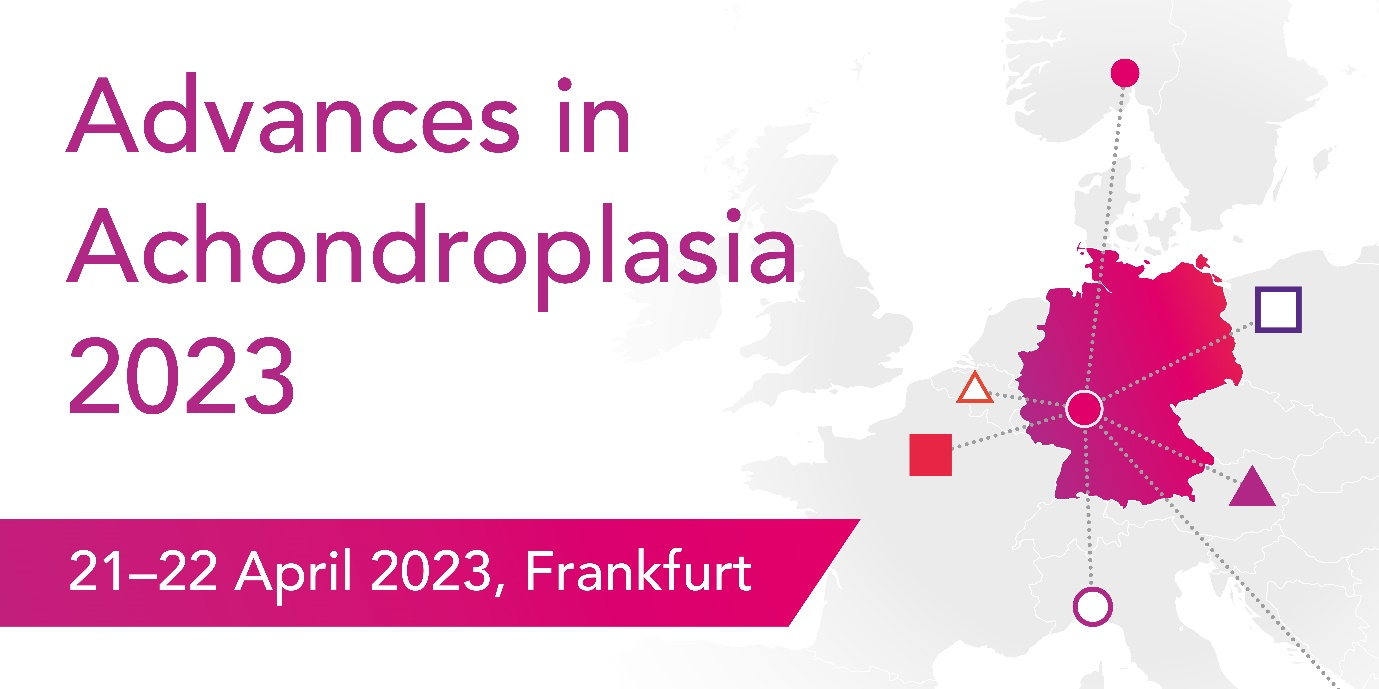 Advances in
Achondroplasia
2023
21–22 April 2023, Frankfurt